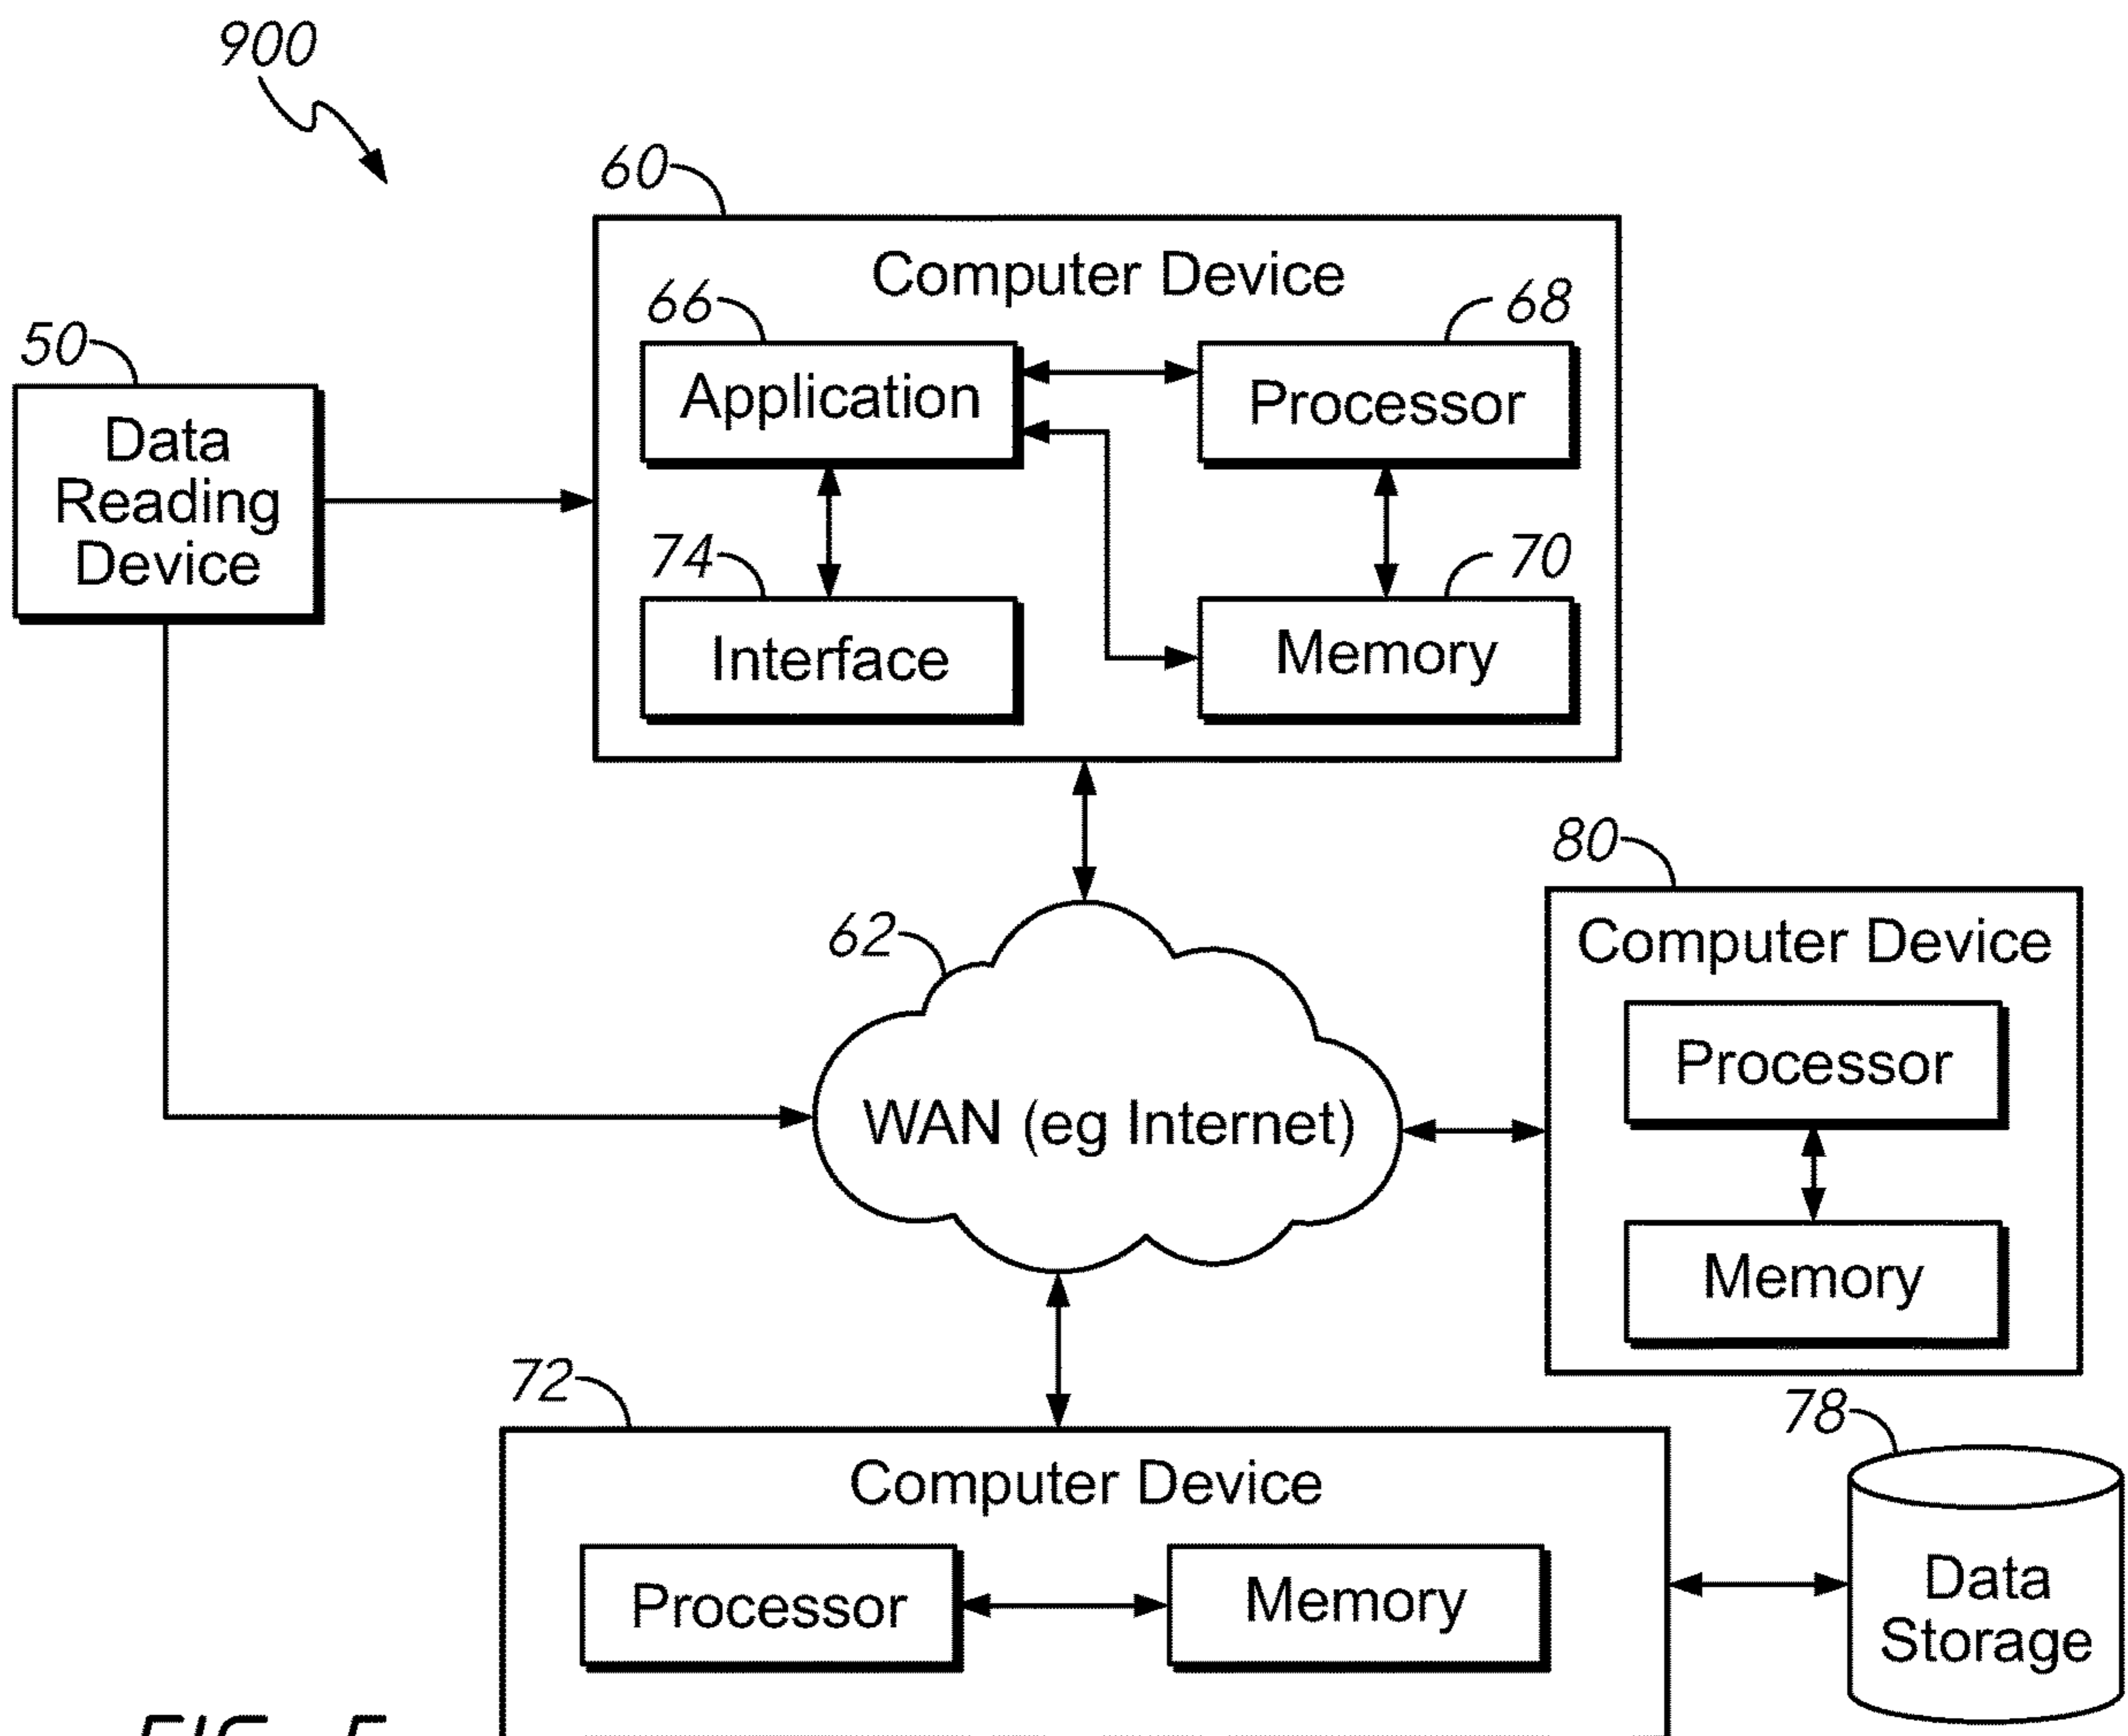 900
60
Computer Device
66
68
50
Application
Processor
Data
Reading
Device
74
70
Interface
Memory
80
62
Computer Device
Processor
WAN (eg Internet)
Memory
72
78
Computer Device
Processor
Memory
Data
Storage